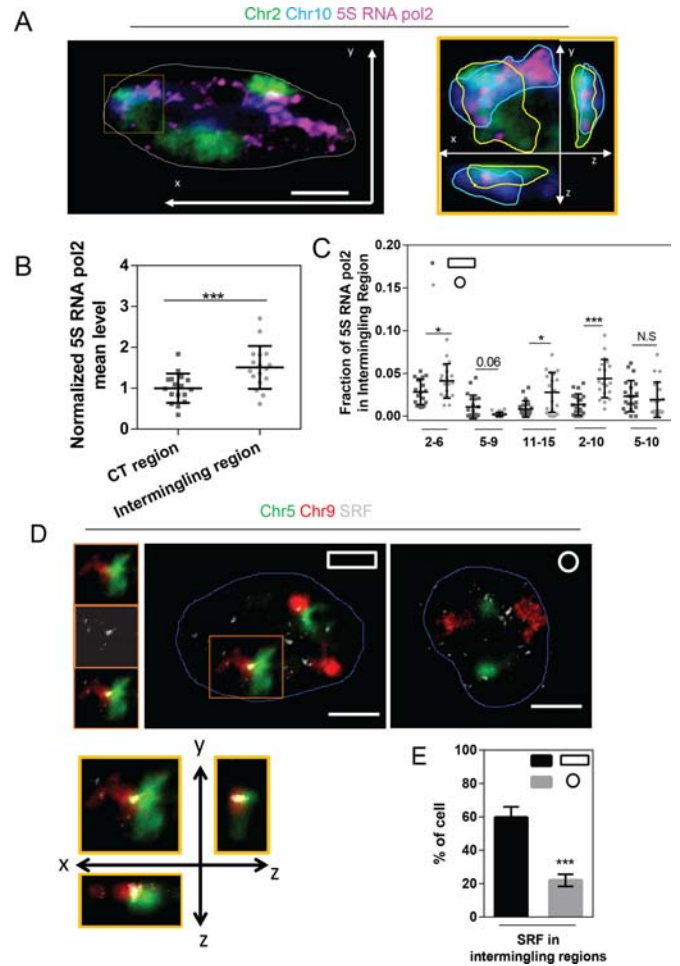 A
Chr2 Chr10 5S RNA pol2
y
x
y
x
z
z
B
Normalized 5S RNA pol2
mean level
4
3
2
1
0
***
CT region
Intermingling region
C
Fraction of 5S RNA pol2
in Intermingling Region
0.20
0.15
0.10
0.05
0.00
*
0.06
*
***
N.S
2-6
5-9
11-15
2-10
5-10
Chr5 Chr9 SRF
D
y
x
z
z
E
% of cell
100
80
60
40
20
0
***
SRF in
intermingling regions